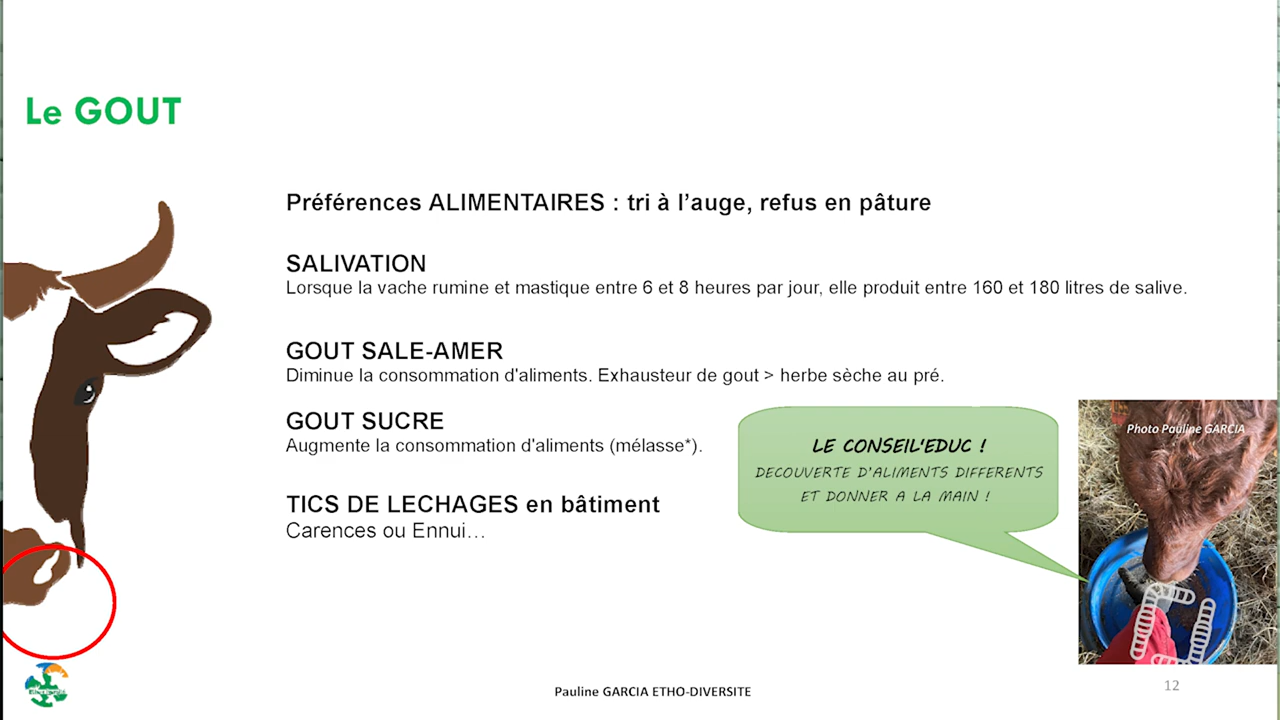 Le GOUT
Préférences ALIMENTAIRES : tri à l’auge, refus en pâture
SALIVATION
Lorsque la vache rumine et mastique entre 6 et 8 heures par jour, elle produit entre 160 et 180 litres de salive.
GOUT SALE-AMER
Diminue la consommation d'aliments. Exhausteur de gout > herbe sèche au pré.
GOUT SUCRE
Augmente la consommation d'aliments (mélasse*).
TICS DE LECHAGES en bâtiment
Carences ou Ennui…
LE CONSEIL'EDUC !
DECOUVERTE D'ALIMENTS DIFFERENTS
ET DONNER A LA MAIN !
Photo Pauline GARCIA
Pauline GARCIA ETHO-DIVERSITE
12